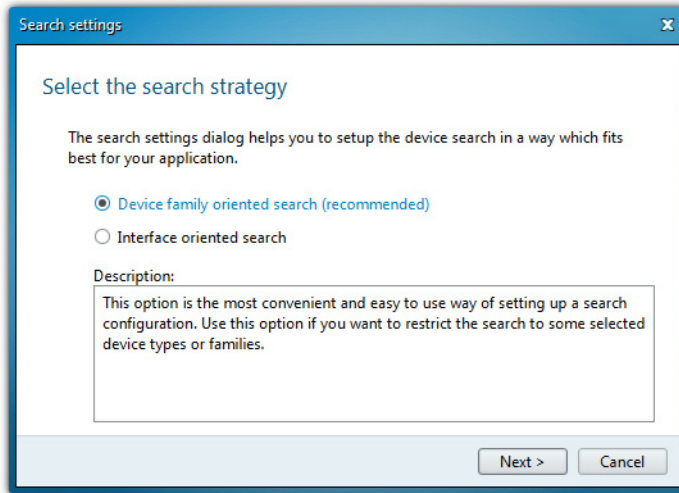 Search settings
Select the search strategy
The search settings dialog helps you to setup the device search in a way which fits
best for your application.
Device family oriented search (recommended)
Interface oriented search
Description:
This option is the most convenient and easy to use way of setting up a search
configuration. Use this option if you want to restrict the search to some selected
device types or families.
Next >
Cancel